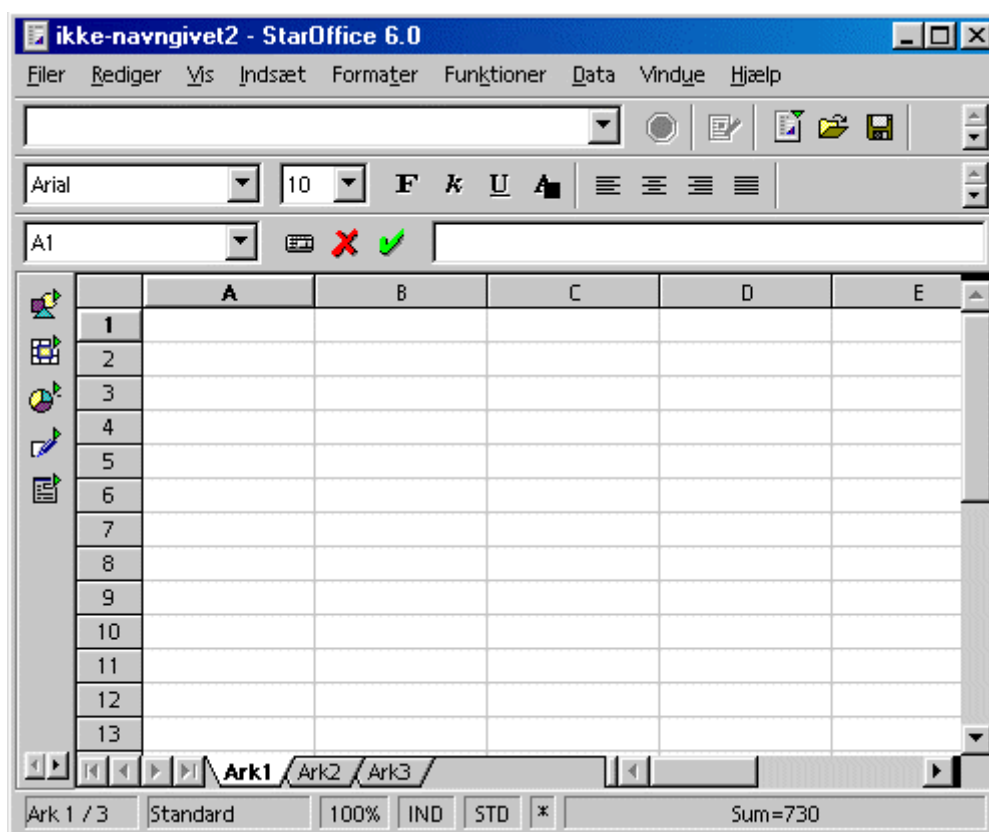 ikke-navngivet2 - StarOffice 6.0
Filer Rediger Vis Indsæt Formater Funktioner Data Vindue Hjælp
Arial 10 F k U A
A1
A B C D E
1
2
3
4
5
6
7
8
9
10
11
12
13
Ark1 Ark2 Ark3
Ark 1 / 3 Standard 100% IND STD * Sum=730